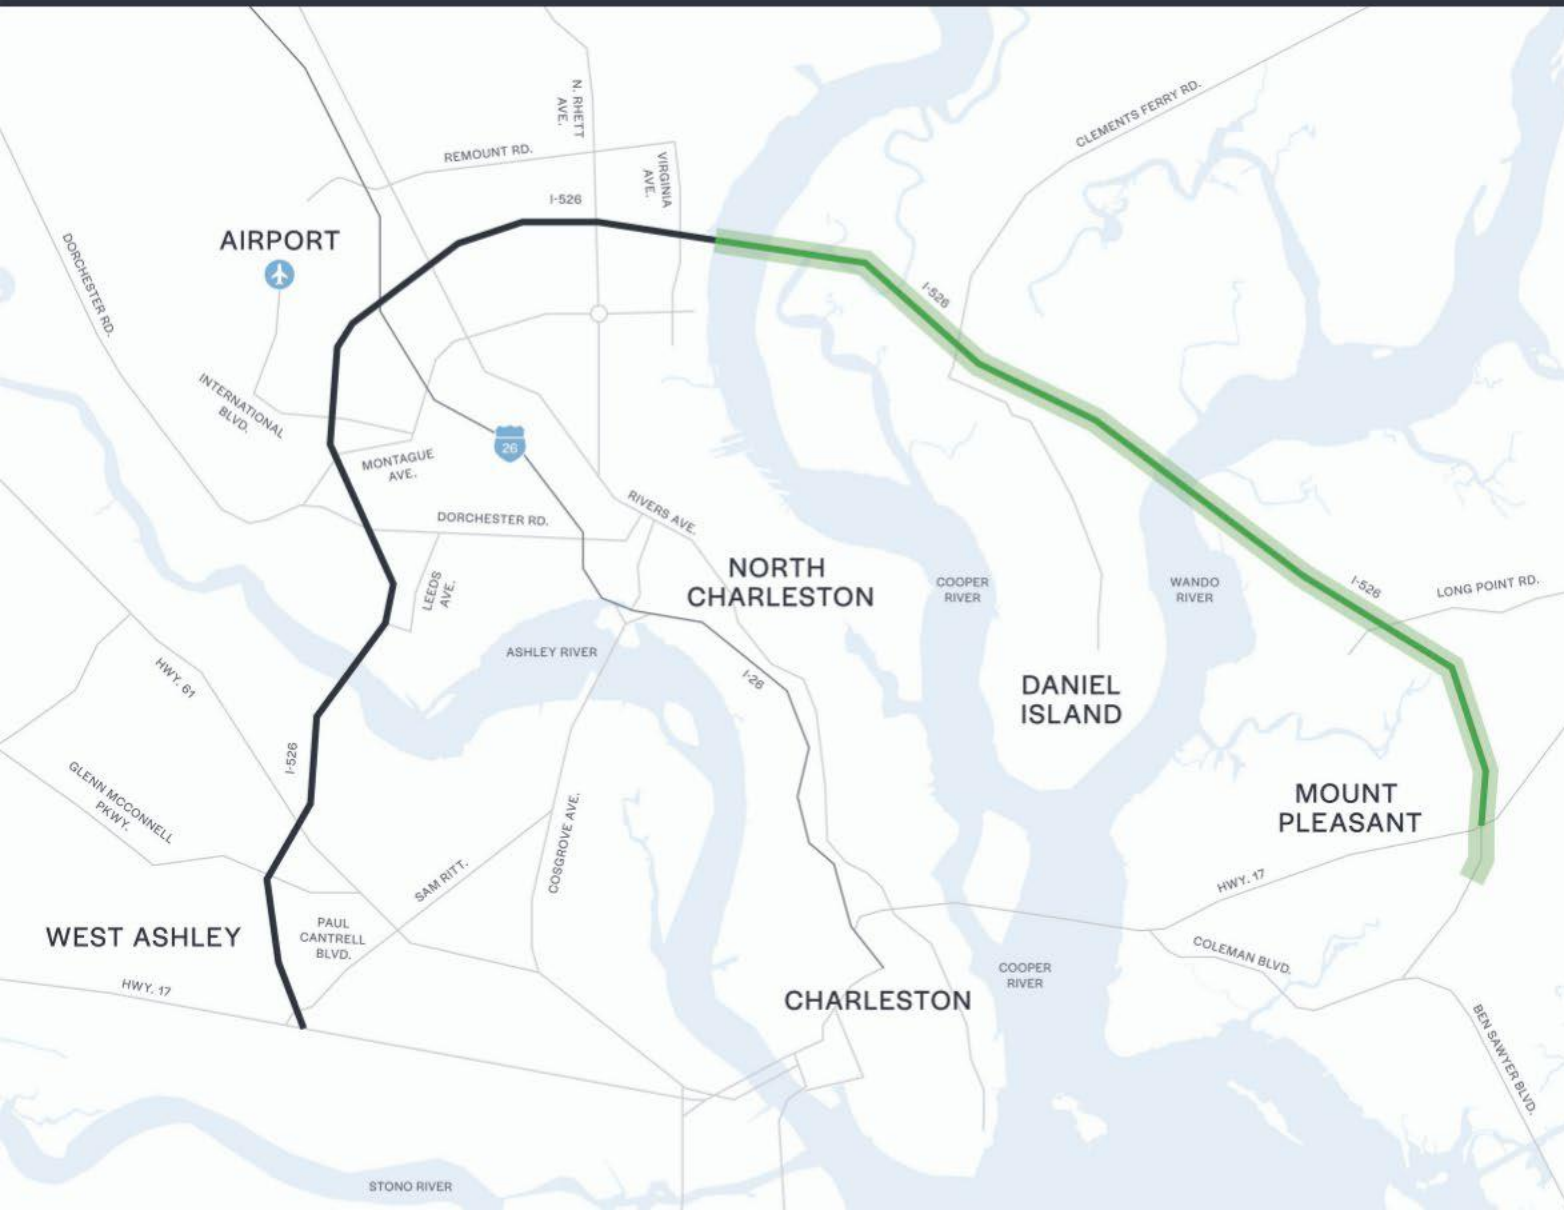 N. RHETT
AVE.
CLEMENTS FERRY RD.
REMOUNT RD.
VIRGINIA
AVE.
I-526
AIRPORT
DORCHESTER RD.
I-526
INTERNATIONAL
BLVD.
26
MONTAGUE
AVE.
RIVERS AVE.
DORCHESTER RD.
NORTH
CHARLESTON
LEEDS
AVE.
COOPER
RIVER
WANDO
RIVER
I-526
LONG POINT RD.
ASHLEY RIVER
HWY. 61
I-26
DANIEL
ISLAND
I-526
GLENN MCCONNELL
PKWY.
MOUNT
PLEASANT
COSGROVE AVE.
SAM RITT.
HWY. 17
WEST ASHLEY
PAUL
CANTRELL
BLVD.
COLEMAN BLVD.
HWY. 17
COOPER
RIVER
CHARLESTON
BEN SAWYER BLVD.
STONO RIVER